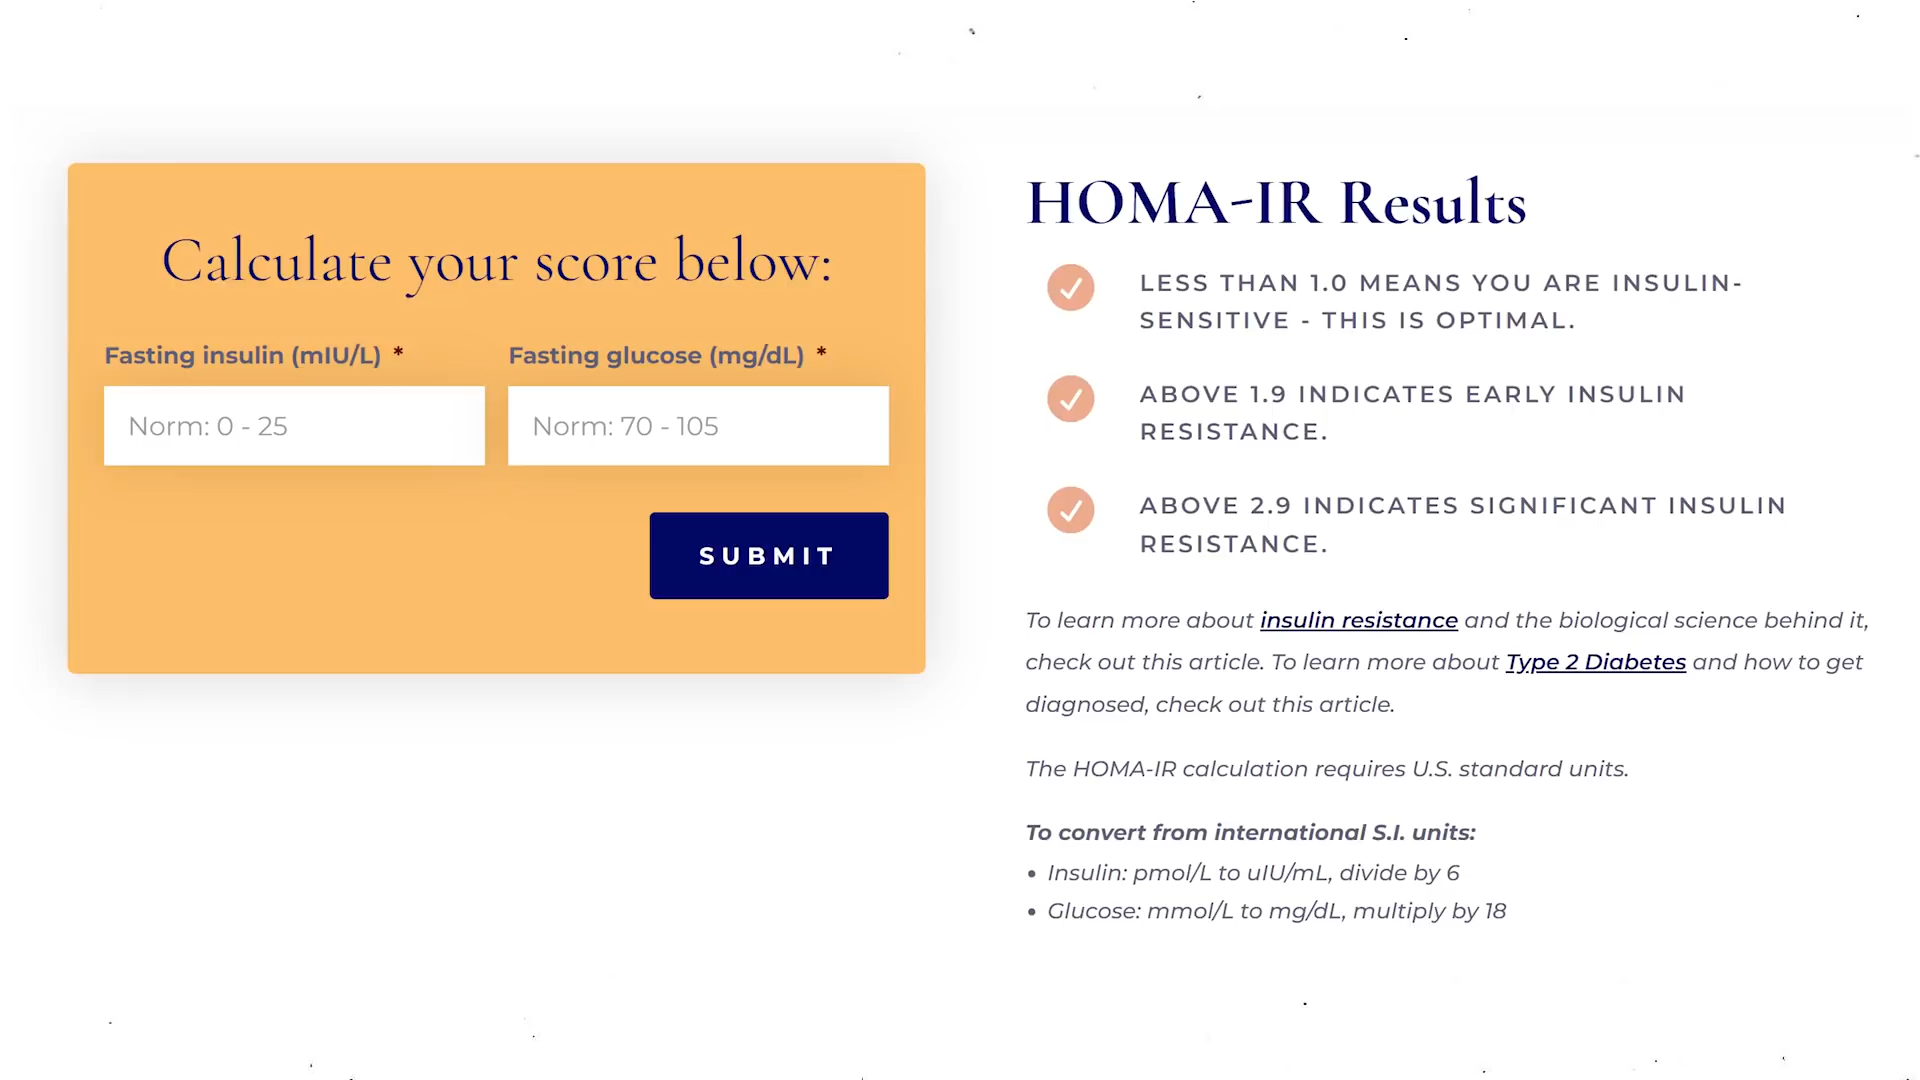 Calculate your score below:
Fasting insulin (mIU/L) *
Fasting glucose (mg/dL) *
Norm: 0 - 25
Norm: 70 - 105
SUBMIT
HOMA-IR Results
LESS THAN 1.0 MEANS YOU ARE INSULIN-
SENSITIVE - THIS IS OPTIMAL.
ABOVE 1.9 INDICATES EARLY INSULIN
RESISTANCE.
ABOVE 2.9 INDICATES SIGNIFICANT INSULIN
RESISTANCE.
To learn more about insulin resistance and the biological science behind it,
check out this article. To learn more about Type 2 Diabetes and how to get
diagnosed, check out this article.
The HOMA-IR calculation requires U.S. standard units.
To convert from international S.I. units:
• Insulin: pmol/L to uIU/mL, divide by 6
• Glucose: mmol/L to mg/dL, multiply by 18